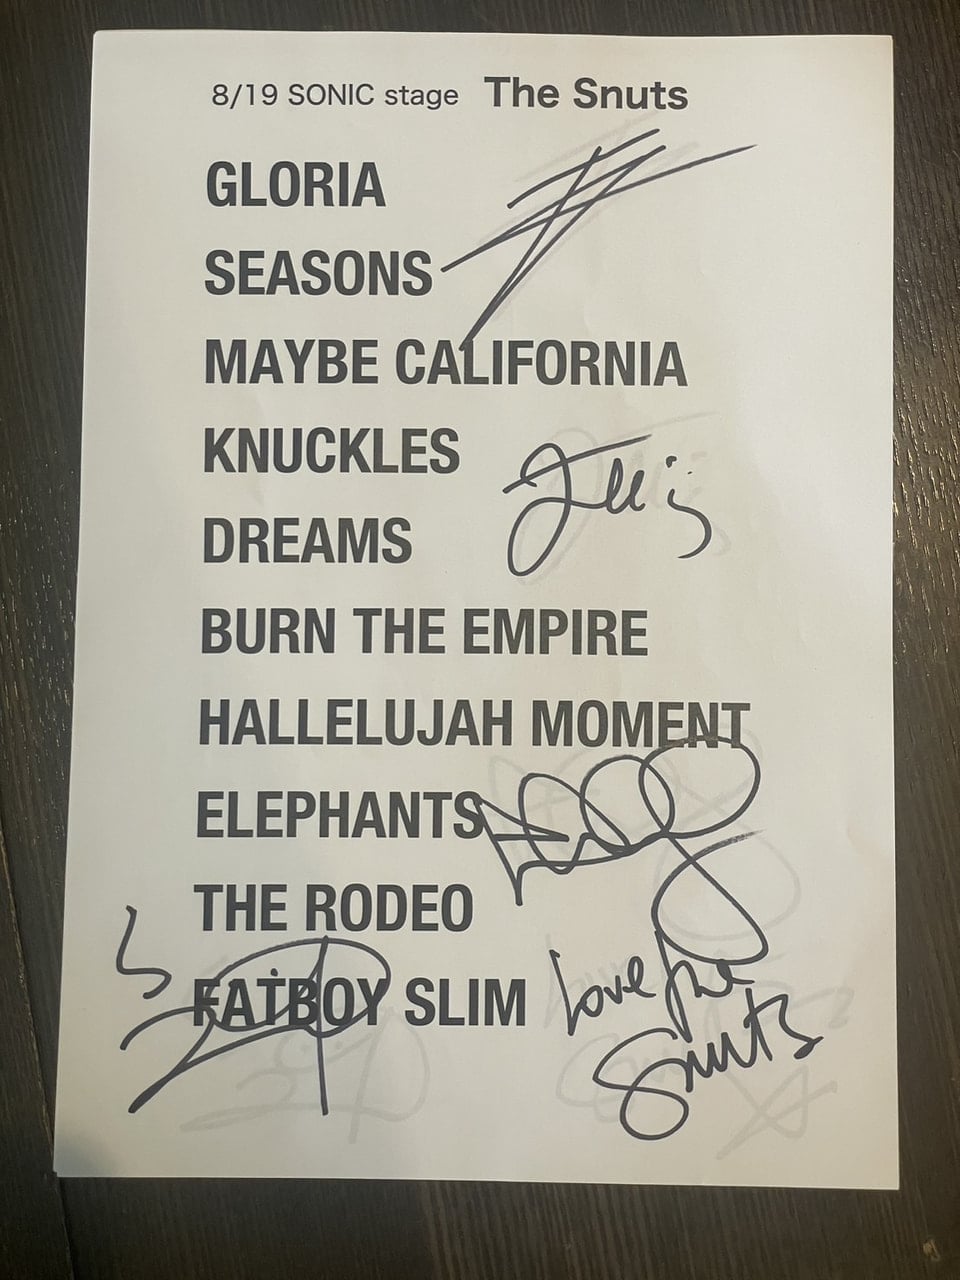 8/19 SONIC stage The Snuts
GLORIA
SEASONS
MAYBE CALIFORNIA
KNUCKLES
DREAMS
BURN THE EMPIRE
HALLELUJAH MOMENT
ELEPHANTS
THE RODEO
FATBOY SLIM
Love the
Snuts